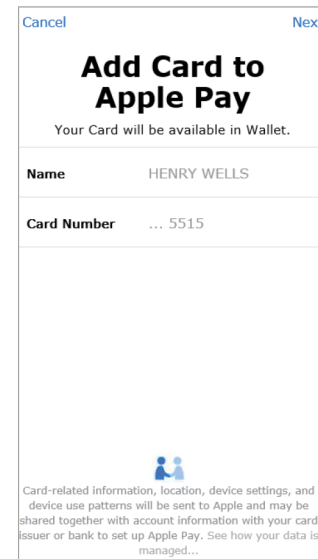 Cancel Nex
Add Card to
Apple Pay
Your Card will be available in Wallet.
Name HENRY WELLS
Card Number ... 5515
Card-related information, location, device settings, and
device use patterns will be sent to Apple and may be
shared together with account information with your card
issuer or bank to set up Apple Pay. See how your data is
managed...